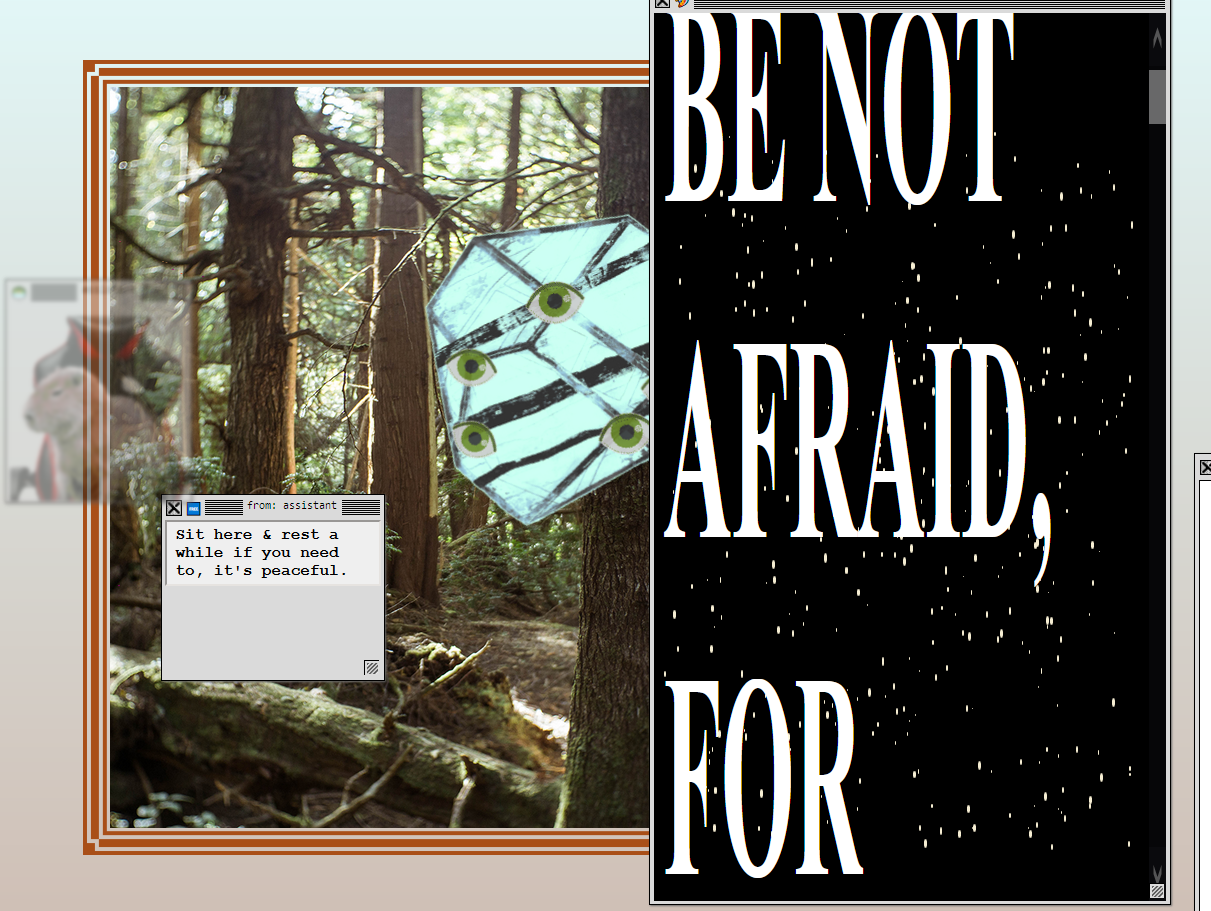 BE NOT
AFRAID,
FOR
from: assistant
Sit here & rest a
while if you need
to, it's peaceful.